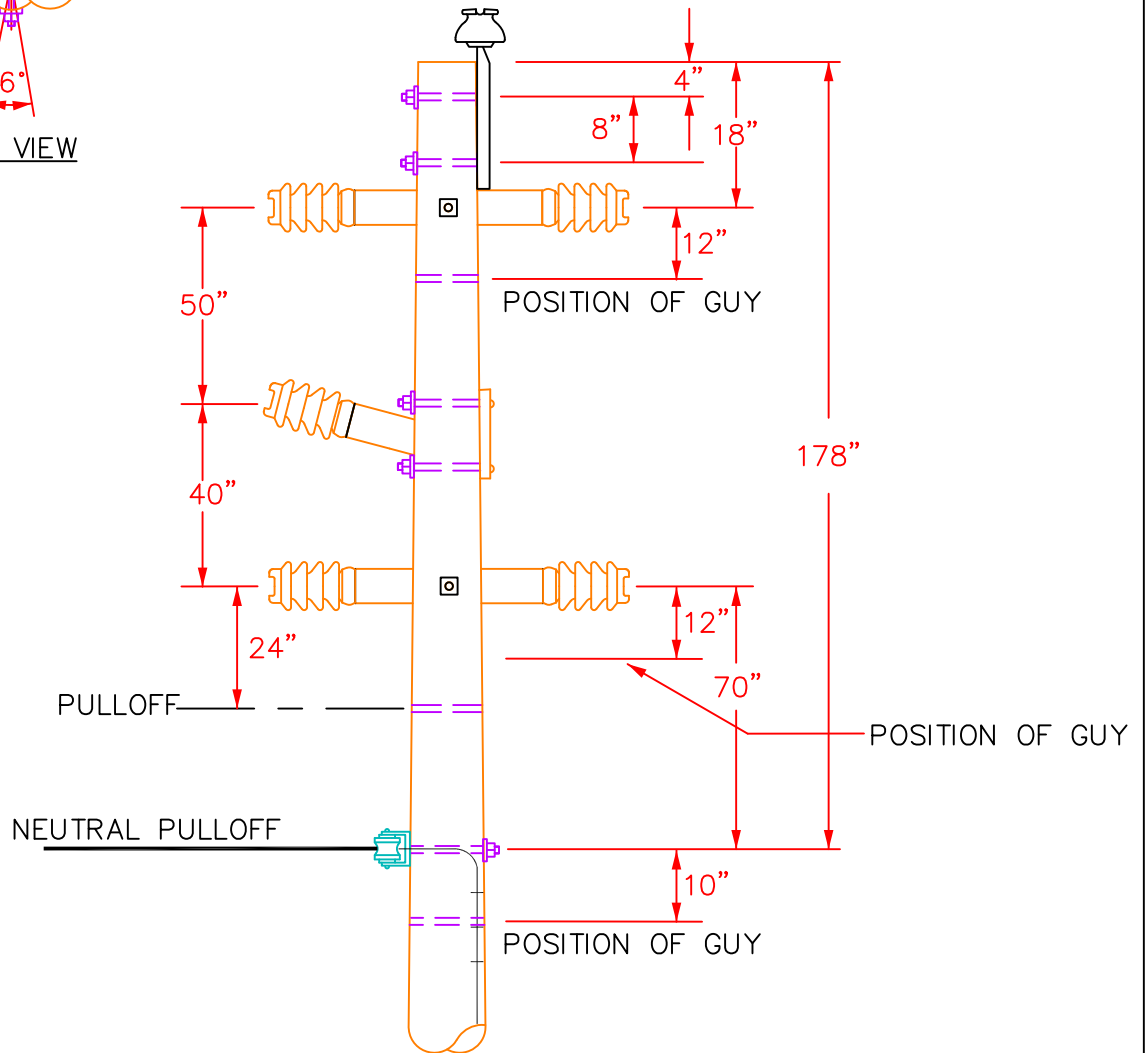 6°
VIEW
4”
8”
18”
12”
POSITION OF GUY
50”
178”
40”
12”
24”
70”
PULLOFF
POSITION OF GUY
NEUTRAL PULLOFF
10”
POSITION OF GUY